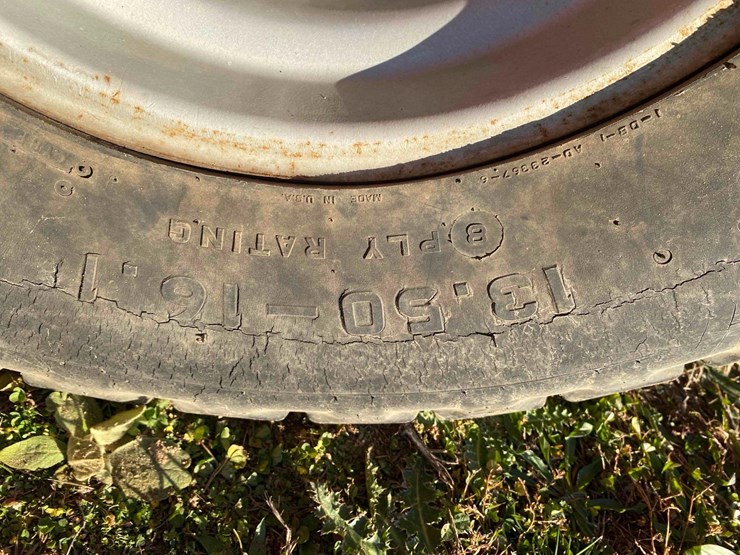 13.50-16.1
8 PLY RATING
MADE IN U.S.A.